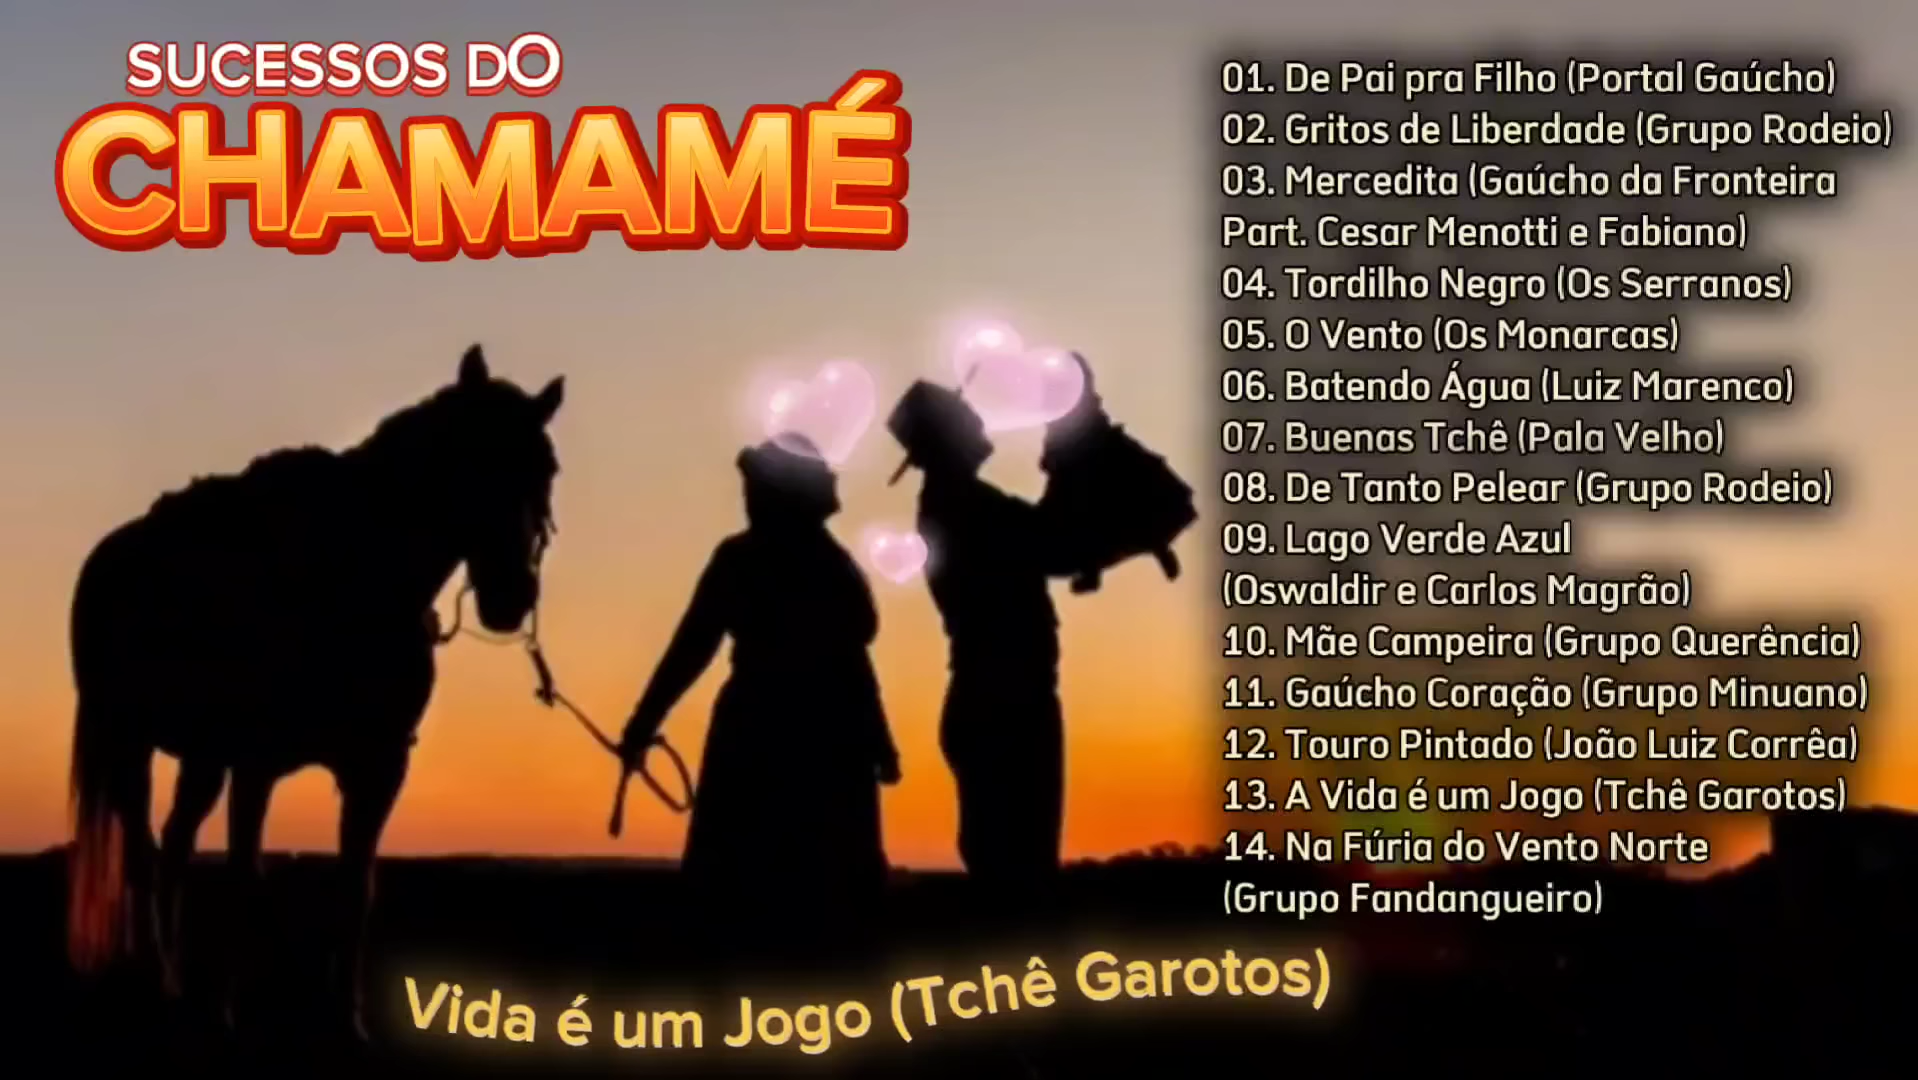 SUCESSOS DO
CHAMAMÉ
01. De Pai pra Filho (Portal Gaúcho)
02. Gritos de Liberdade (Grupo Rodeio)
03. Mercedita (Gaúcho da Fronteira
Part. Cesar Menotti e Fabiano)
04. Tordilho Negro (Os Serranos)
05. O Vento (Os Monarcas)
06. Batendo Água (Luiz Marenco)
07. Buenas Tchê (Pala Velho)
08. De Tanto Pelear (Grupo Rodeio)
09. Lago Verde Azul
(Oswaldir e Carlos Magrão)
10. Mãe Campeira (Grupo Querência)
11. Gaúcho Coração (Grupo Minuano)
12. Touro Pintado (João Luiz Corrêa)
13. A Vida é um Jogo (Tchê Garotos)
14. Na Fúria do Vento Norte
(Grupo Fandangueiro)
Vida é um Jogo (Tchê Garotos)